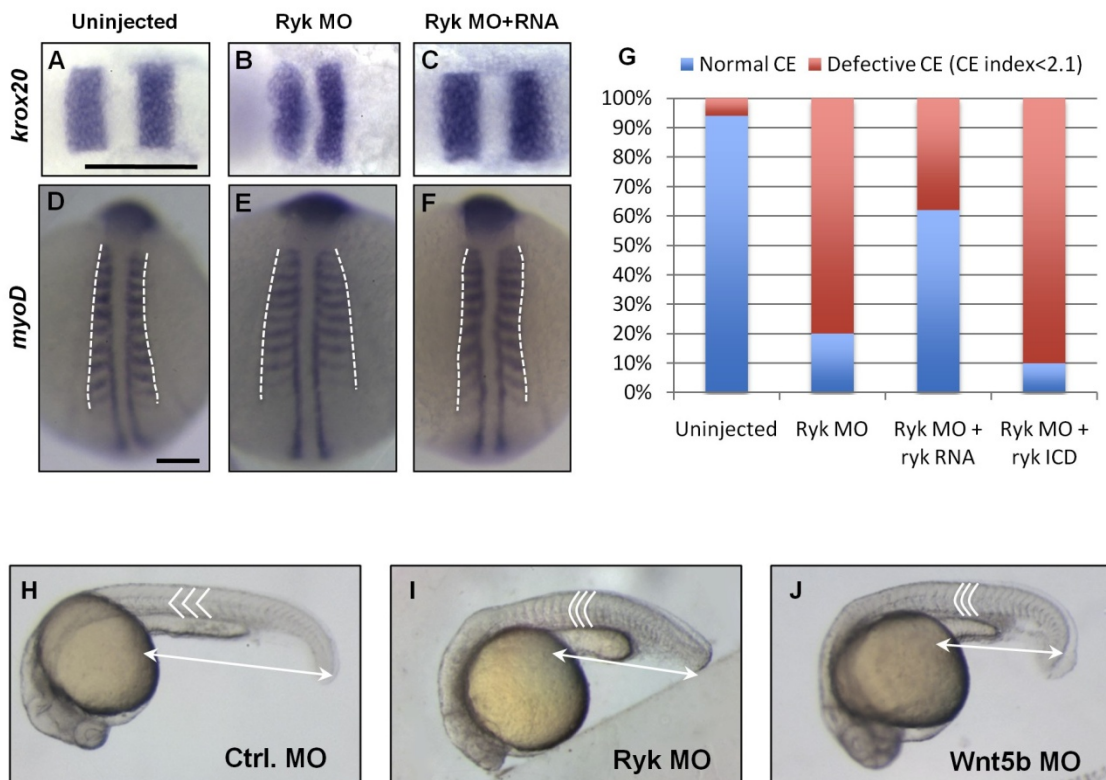 Uninjected Ryk MO Ryk MO+RNA
krox20
A B C
myoD
D E F
G
Normal CE Defective CE (CE index<2.1)
100%
90%
80%
70%
60%
50%
40%
30%
20%
10%
0%
Uninjected Ryk MO Ryk MO + Ryk MO +
ryk RNA ryk ICD
H I J
Ctrl. MO Ryk MO Wnt5b MO